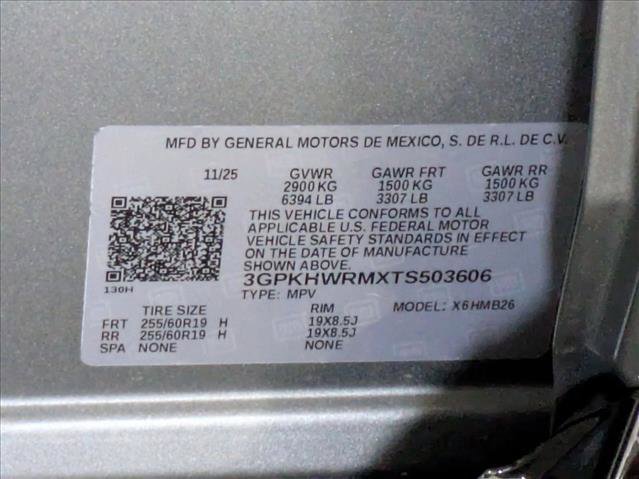 MFD BY GENERAL MOTORS DE MEXICO, S. DE R.L. DE C.V.
11/25 GVWR GAWR FRT GAWR RR
2900 KG 1500 KG 1500 KG
6394 LB 3307 LB 3307 LB
THIS VEHICLE CONFORMS TO ALL
APPLICABLE U.S. FEDERAL MOTOR
VEHICLE SAFETY STANDARDS IN EFFECT
ON THE DATE OF MANUFACTURE
SHOWN ABOVE.
3GPKHWRMXTS503606
130H
TYPE: MPV MODEL: X6HMB26
TIRE SIZE RIM
FRT 255/60R19 H 19X8.5J
RR 255/60R19 H 19X8.5J
SPA NONE NONE